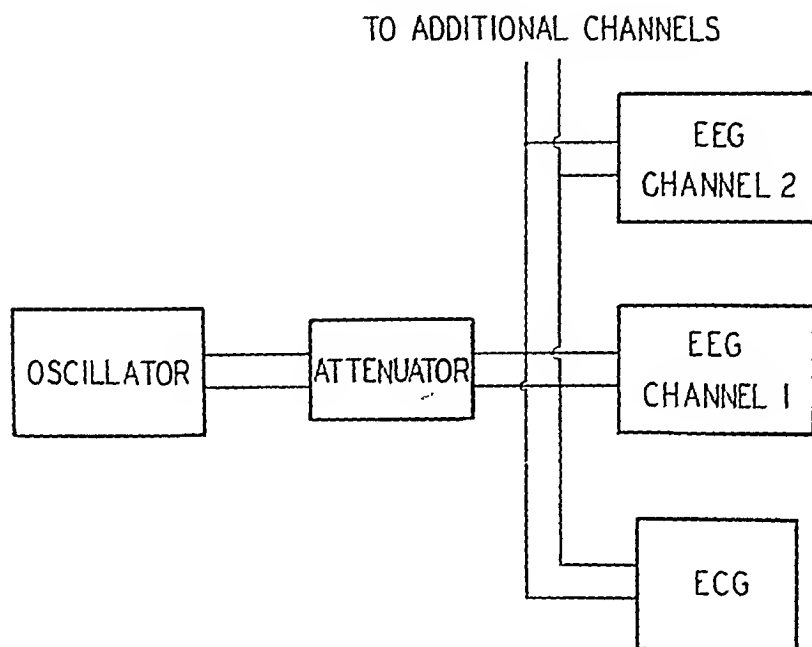 TO ADDITIONAL CHANNELS
EEG
CHANNEL 2
OSCILLATOR
ATTENUATOR
EEG
CHANNEL 1
ECG